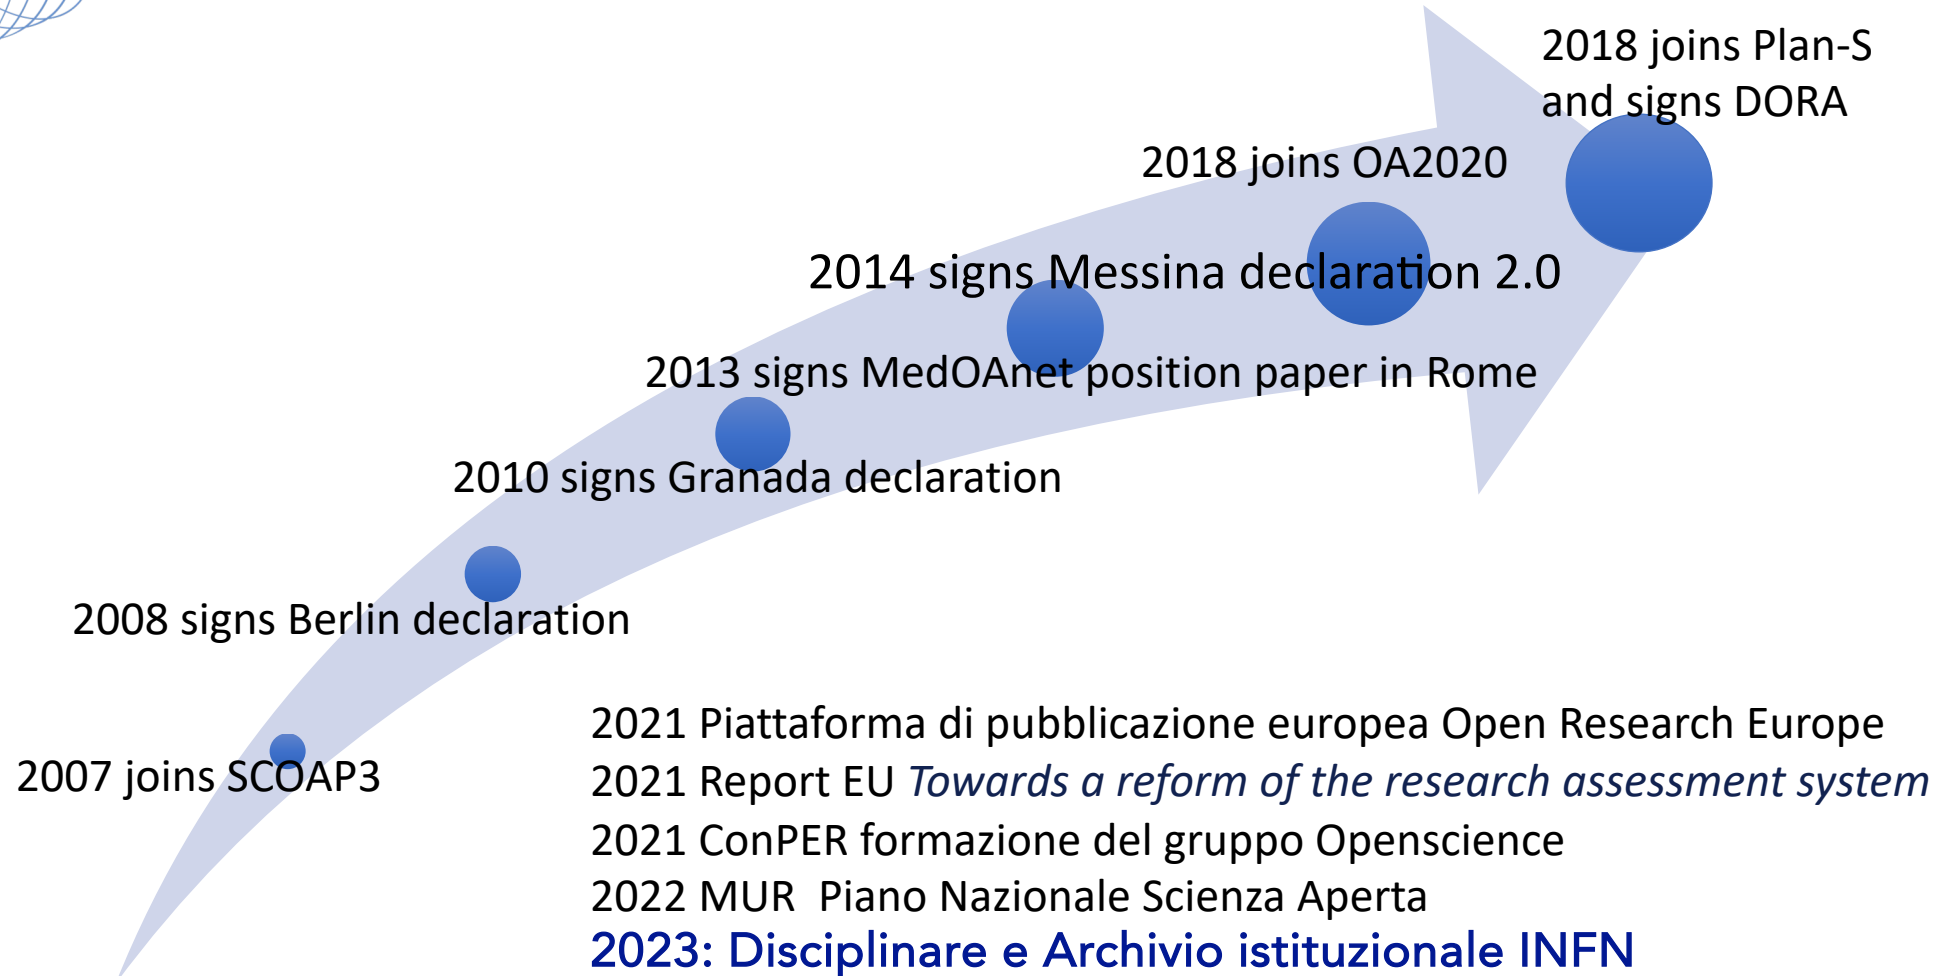 2018 joins Plan-S
and signs DORA
2018 joins OA2020
2014 signs Messina declaration 2.0
2013 signs MedOAnet position paper in Rome
2010 signs Granada declaration
2008 signs Berlin declaration
2007 joins SCOAP3
2021 Piattaforma di pubblicazione europea Open Research Europe
2021 Report EU Towards a reform of the research assessment system
2021 ConPER formazione del gruppo Openscience
2022 MUR Piano Nazionale Scienza Aperta
2023: Disciplinare e Archivio istituzionale INFN